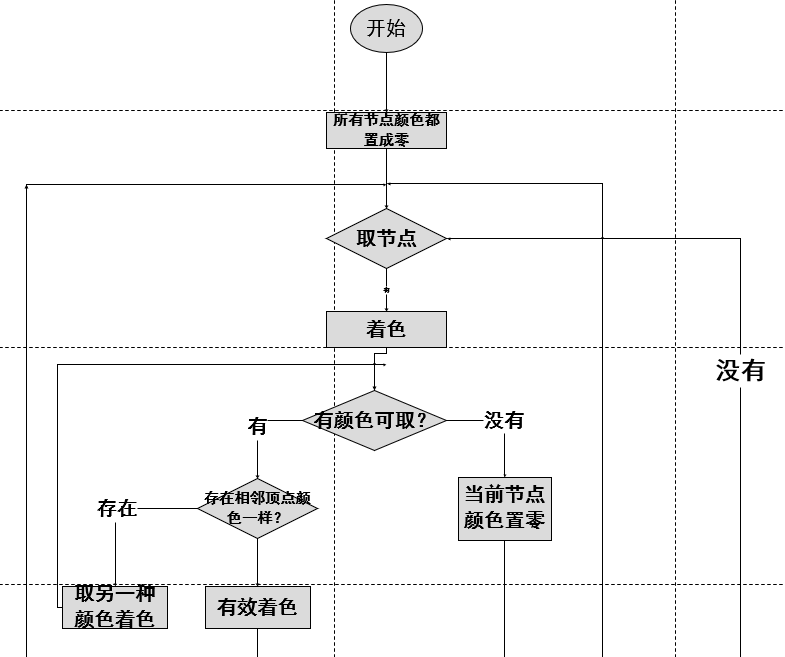 开始
所有节点颜色都
置成零
取节点
有
着色
没有
有颜色可取？
有
没有
存在相邻顶点颜
色一样？
存在
当前节点
颜色置零
取另一种
颜色着色
有效着色